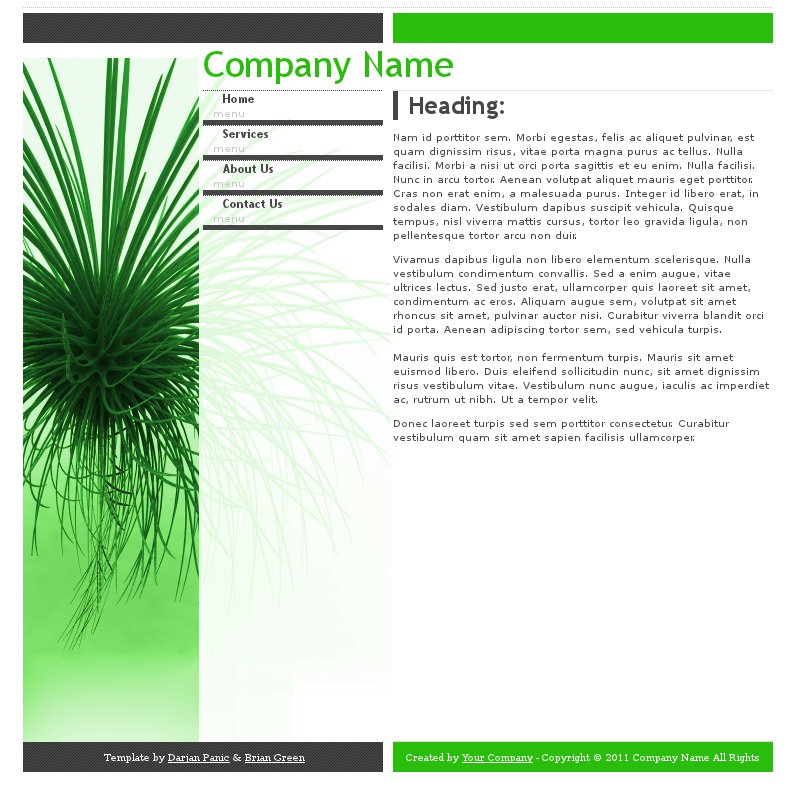 Company Name
Home
menu
Services
menu
About Us
menu
Contact Us
menu
Heading:
Nam id porttitor sem. Morbi egestas, felis ac aliquet pulvinar, est
quam dignissim risus, vitae porta magna purus ac tellus. Nulla
facilisi. Morbi a nisi ut orci porta sagittis et eu enim. Nulla facilisi.
Nunc in arcu tortor. Aenean volutpat aliquet mauris eget porttitor.
Cras non erat enim, a malesuada purus. Integer id libero erat, in
sodales diam. Vestibulum dapibus suscipit vehicula. Quisque
tempus, nisl viverra mattis cursus, tortor leo gravida ligula, non
pellentesque tortor arcu non duir.
Vivamus dapibus ligula non libero elementum scelerisque. Nulla
vestibulum condimentum convallis. Sed a enim augue, vitae
ultrices lectus. Sed justo erat, ullamcorper quis laoreet sit amet,
condimentum ac eros. Aliquam augue sem, volutpat sit amet
rhoncus sit amet, pulvinar auctor nisi. Curabitur viverra blandit orci
id porta. Aenean adipiscing tortor sem, sed vehicula turpis.
Mauris quis est tortor, non fermentum turpis. Mauris sit amet
euismod libero. Duis eleifend sollicitudin nunc, sit amet dignissim
risus vestibulum vitae. Vestibulum nunc augue, iaculis ac imperdiet
ac, rutrum ut nibh. Ut a tempor velit.
Donec laoreet turpis sed sem porttitor consectetur. Curabitur
vestibulum quam sit amet sapien facilisis ullamcorper.
Template by Darjan Panic & Brian Green
Created by Your Company - Copyright © 2011 Company Name All Rights